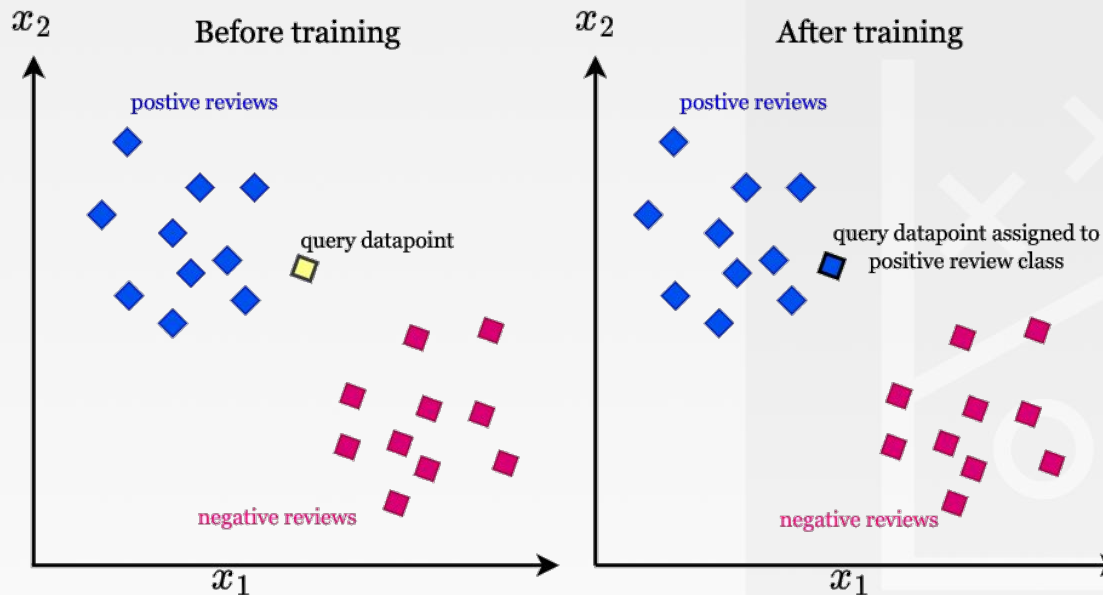 x₂
Before training
postive reviews
query datapoint
negative reviews
x₁
x₂
After training
postive reviews
query datapoint assigned to
positive review class
negative reviews
x₁